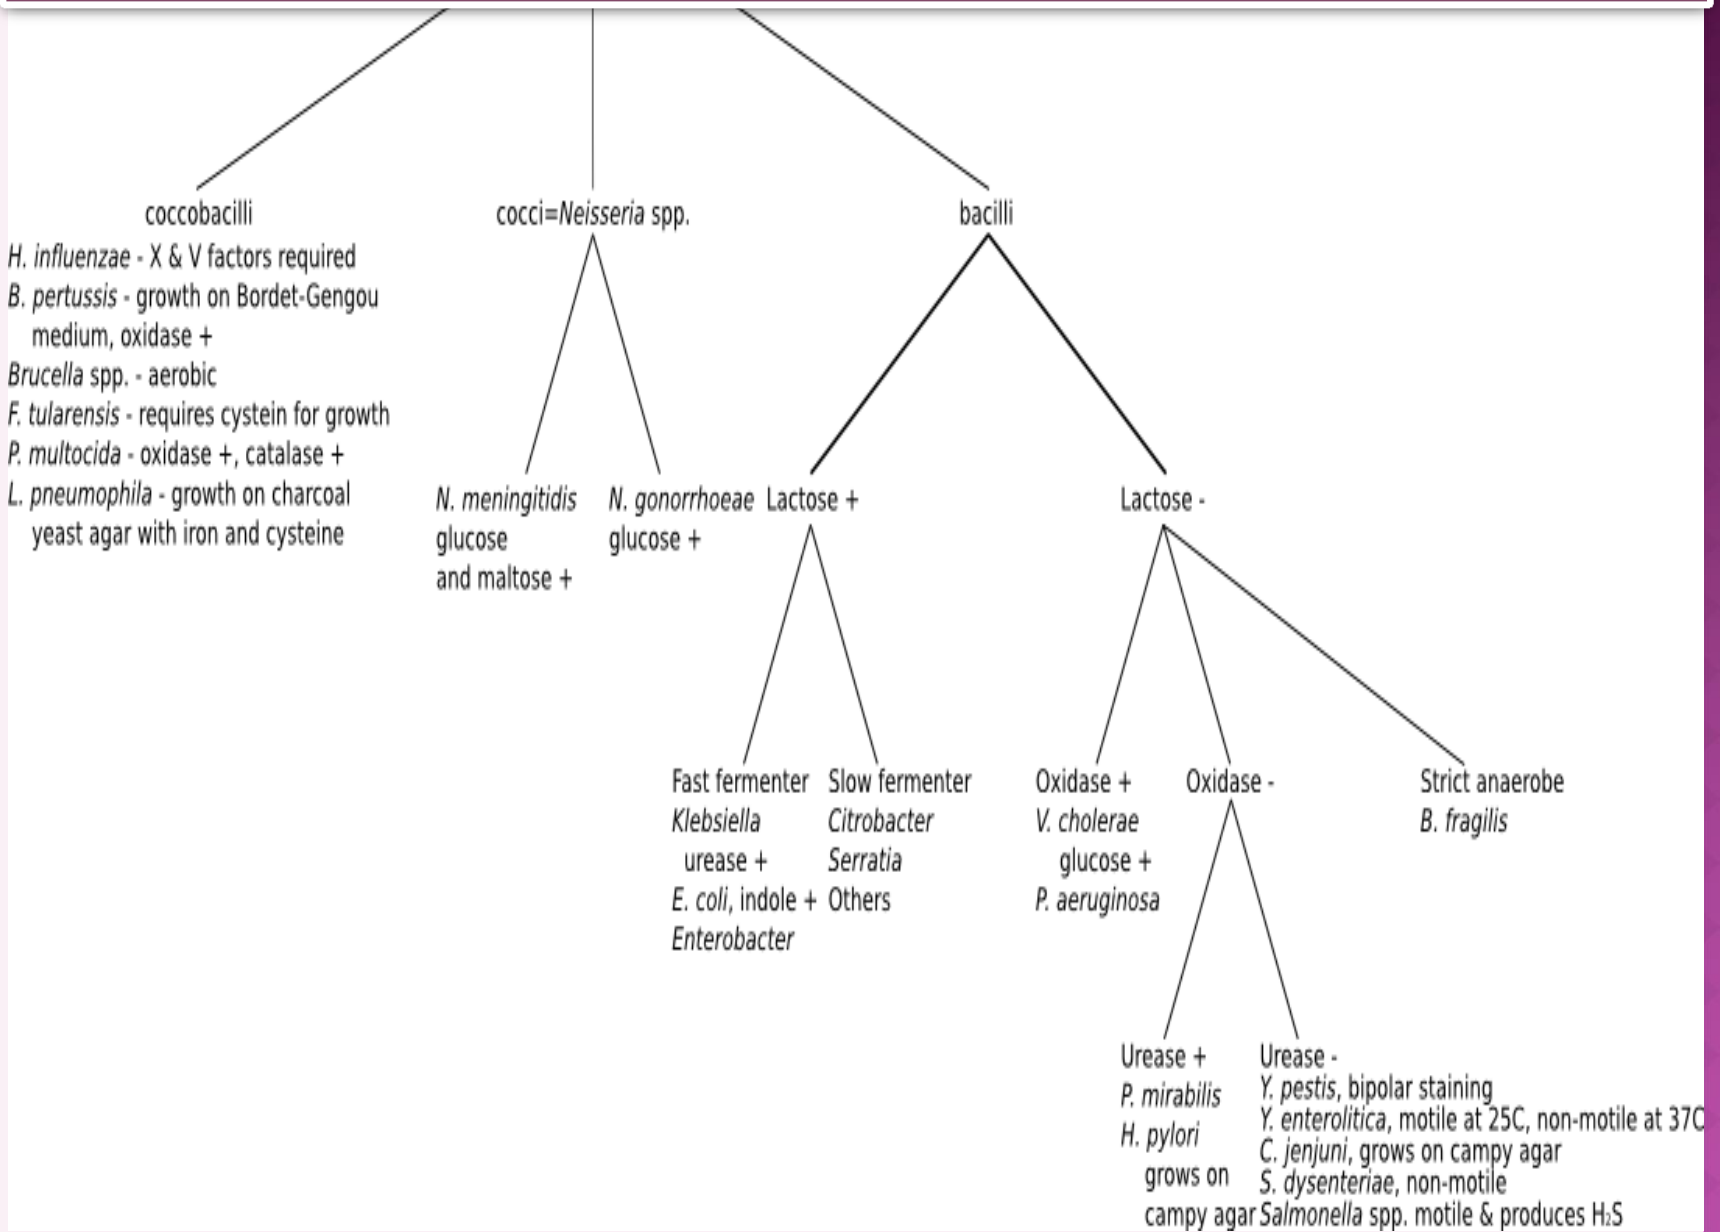 coccobacilli
H. influenzae - X & V factors required
B. pertussis - growth on Bordet-Gengou
medium, oxidase +
Brucella spp. - aerobic
F. tularensis - requires cystein for growth
P. multocida - oxidase +, catalase +
L. pneumophila - growth on charcoal
yeast agar with iron and cysteine
cocci=Neisseria spp.
N. meningitidis
glucose
and maltose +
N. gonorrhoeae
glucose +
bacilli
Lactose +
Fast fermenter
Klebsiella
urease +
E. coli, indole +
Enterobacter
Slow fermenter
Citrobacter
Serratia
Others
Lactose -
Oxidase +
V. cholerae
glucose +
P. aeruginosa
Oxidase -
Urease +
P. mirabilis
H. pylori
grows on
campy agar
Urease -
Y. pestis, bipolar staining
Y. enterolitica, motile at 25C, non-motile at 37C
C. jenjuni, grows on campy agar
S. dysenteriae, non-motile
Salmonella spp. motile & produces H₂S
Strict anaerobe
B. fragilis